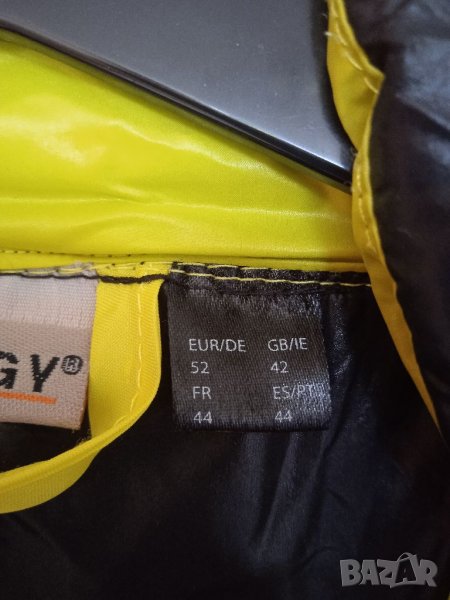 GY®
EUR/DE GB/IE
52 42
FR ES/PT
44 44
BAZAR